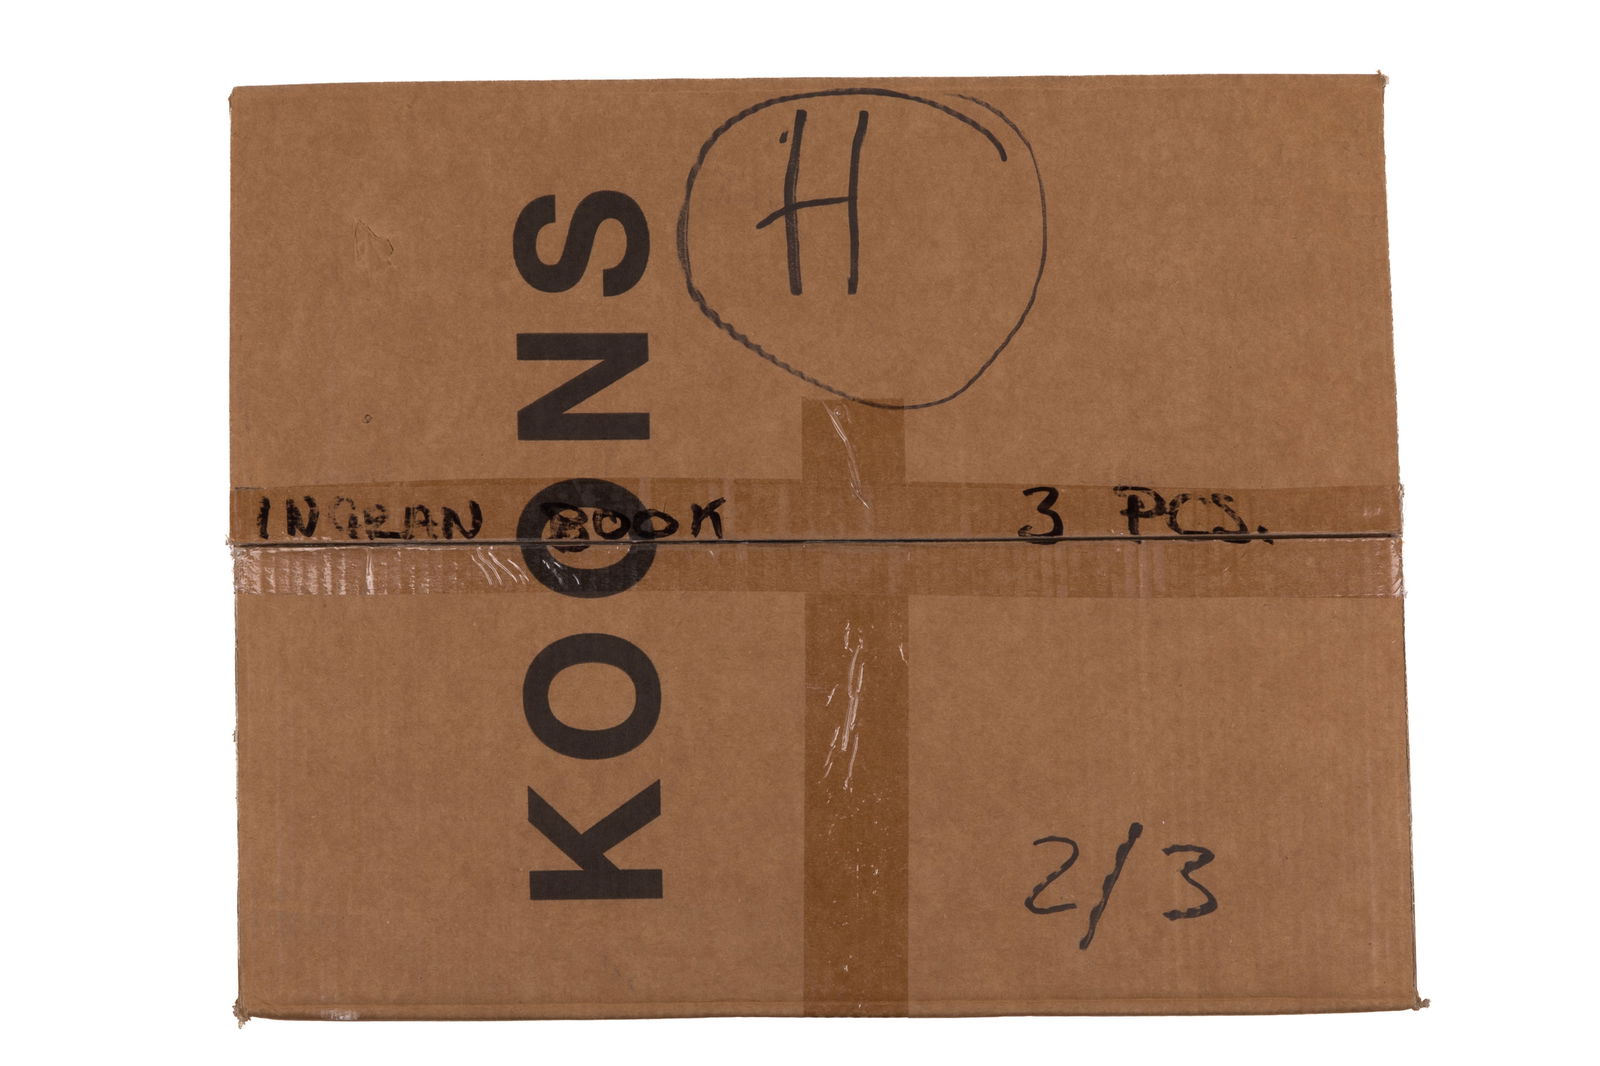 H
KOONS
INGRAN BOOK 3 PCS.
2/3